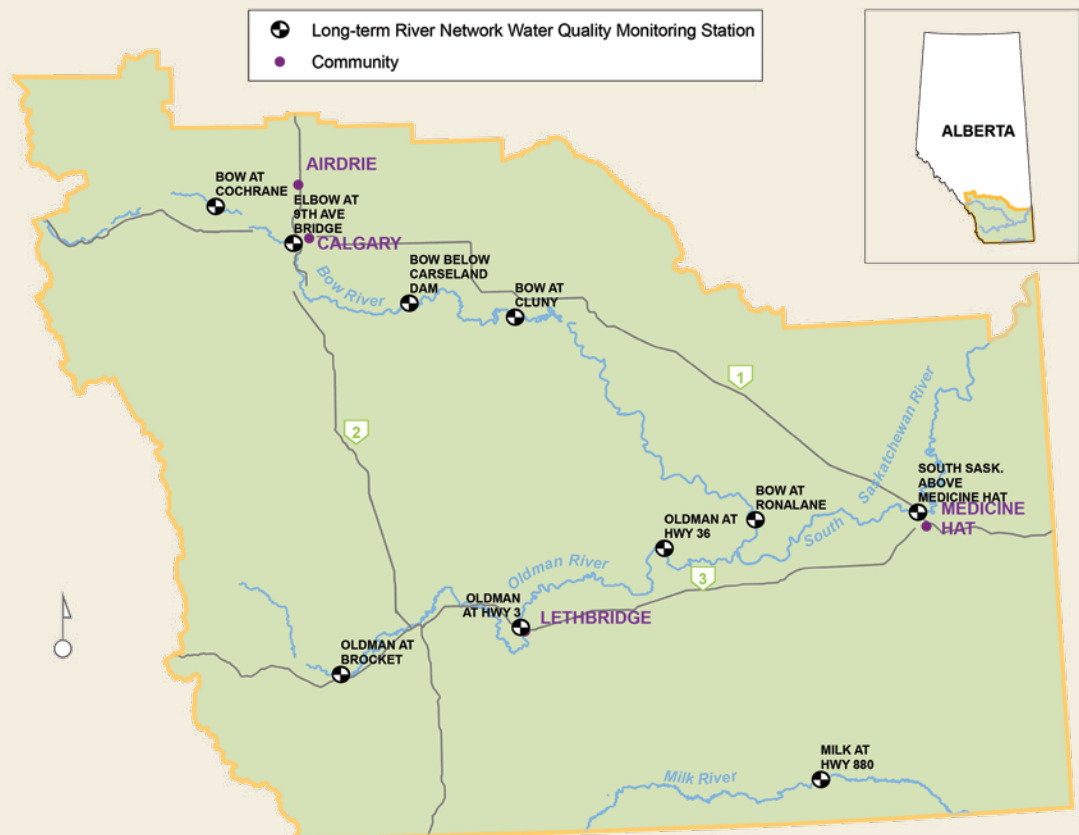 Long-term River Network Water Quality Monitoring Station
Community
ALBERTA
AIRDRIE
BOW AT
COCHRANE
ELBOW AT
9TH AVE
BRIDGE
CALGARY
Bow River
BOW BELOW
CARSELAND
DAM
BOW AT
CLUNY
1
2
South Saskatchewan River
SOUTH SASK.
ABOVE
MEDICINE HAT
MEDICINE
HAT
BOW AT
RONALANE
OLDMAN AT
HWY 36
Oldman River
3
OLDMAN
AT HWY 3
LETHBRIDGE
OLDMAN AT
BROCKET
MILK AT
HWY 880
Milk River